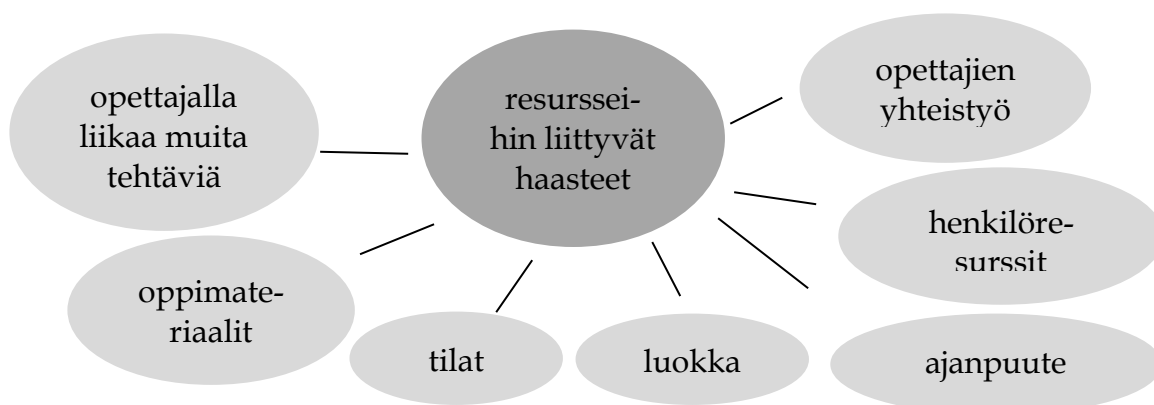 opettajalla
liikaa muita
tehtäviä
resurssei-
hin liittyvät
haasteet
opettajien
yhteistyö
henkilöre-
surssit
oppimate-
riaalit
tilat
luokka
ajanpuute